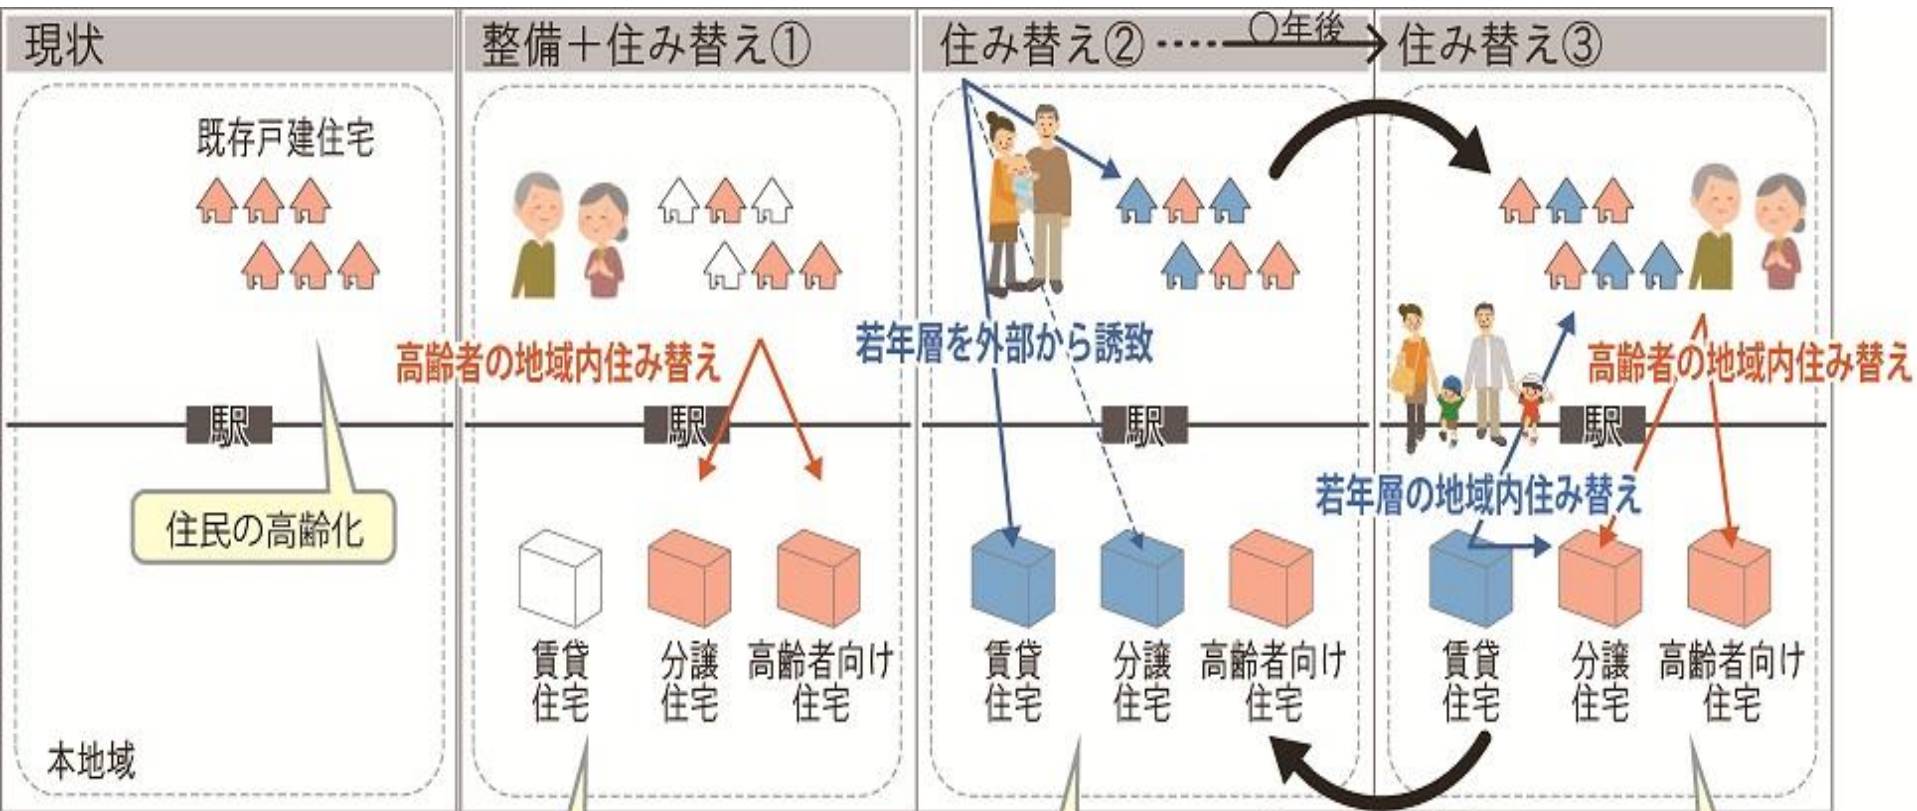 現状
既存戸建住宅
駅
住民の高齢化
本地域
整備＋住み替え①
高齢者の地域内住み替え
駅
賃貸
住宅
分譲
住宅
高齢者向け
住宅
住み替え②
〇年後
若年層を外部から誘致
駅
賃貸
住宅
分譲
住宅
高齢者向け
住宅
住み替え③
高齢者の地域内住み替え
駅
若年層の地域内住み替え
賃貸
住宅
分譲
住宅
高齢者向け
住宅